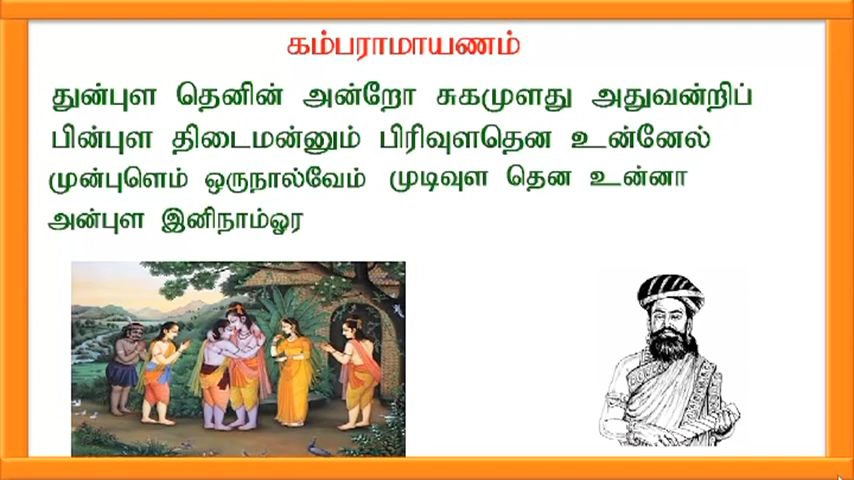 கம்பராமாயணம்
துன்புள தெனின் அன்றோ சுகமுளது அதுவன்றிப்
பின்புள திடைமன்னும் பிரிவுளதென உன்னேல்
முன்புளெம் ஒருநால்வேம் முடிவுள தென உன்னா
அன்புள இனிநாம்ஓர